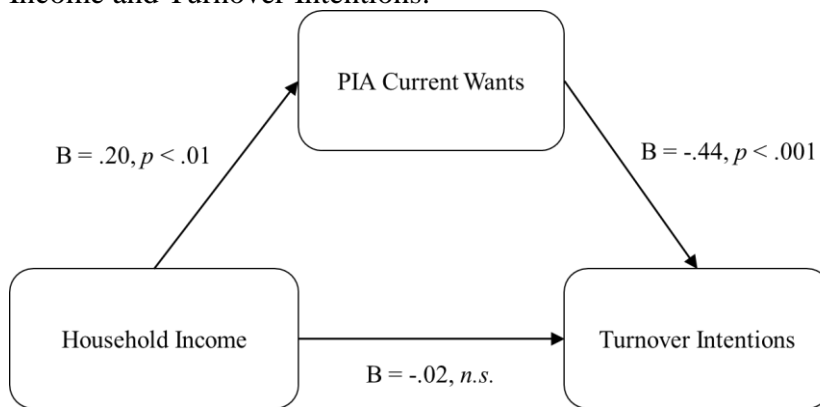 Income and Turnover Intentions.
PIA Current Wants
B = .20, p < .01
B = -.44, p < .001
Household Income
Turnover Intentions
B = -.02, n.s.